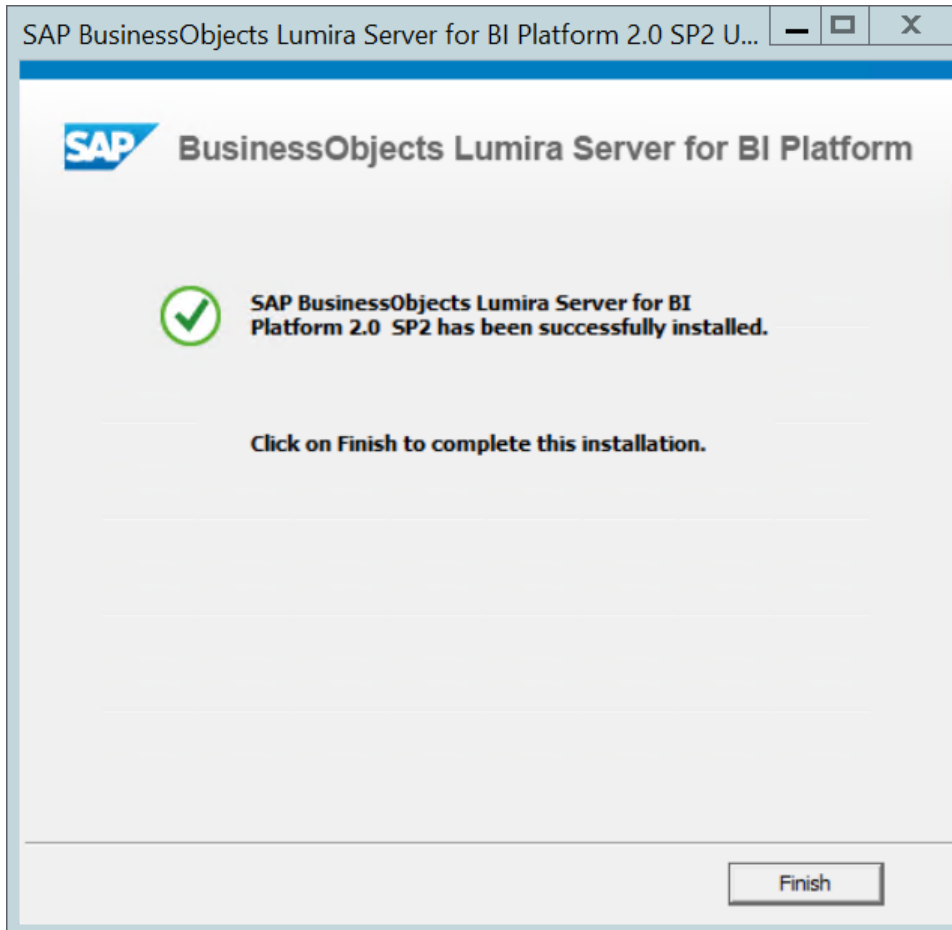 SAP BusinessObjects Lumira Server for BI Platform 2.0 SP2 U...
X
SAP BusinessObjects Lumira Server for BI Platform
SAP BusinessObjects Lumira Server for BI
Platform 2.0  SP2 has been successfully installed.
Click on Finish to complete this installation.
Finish